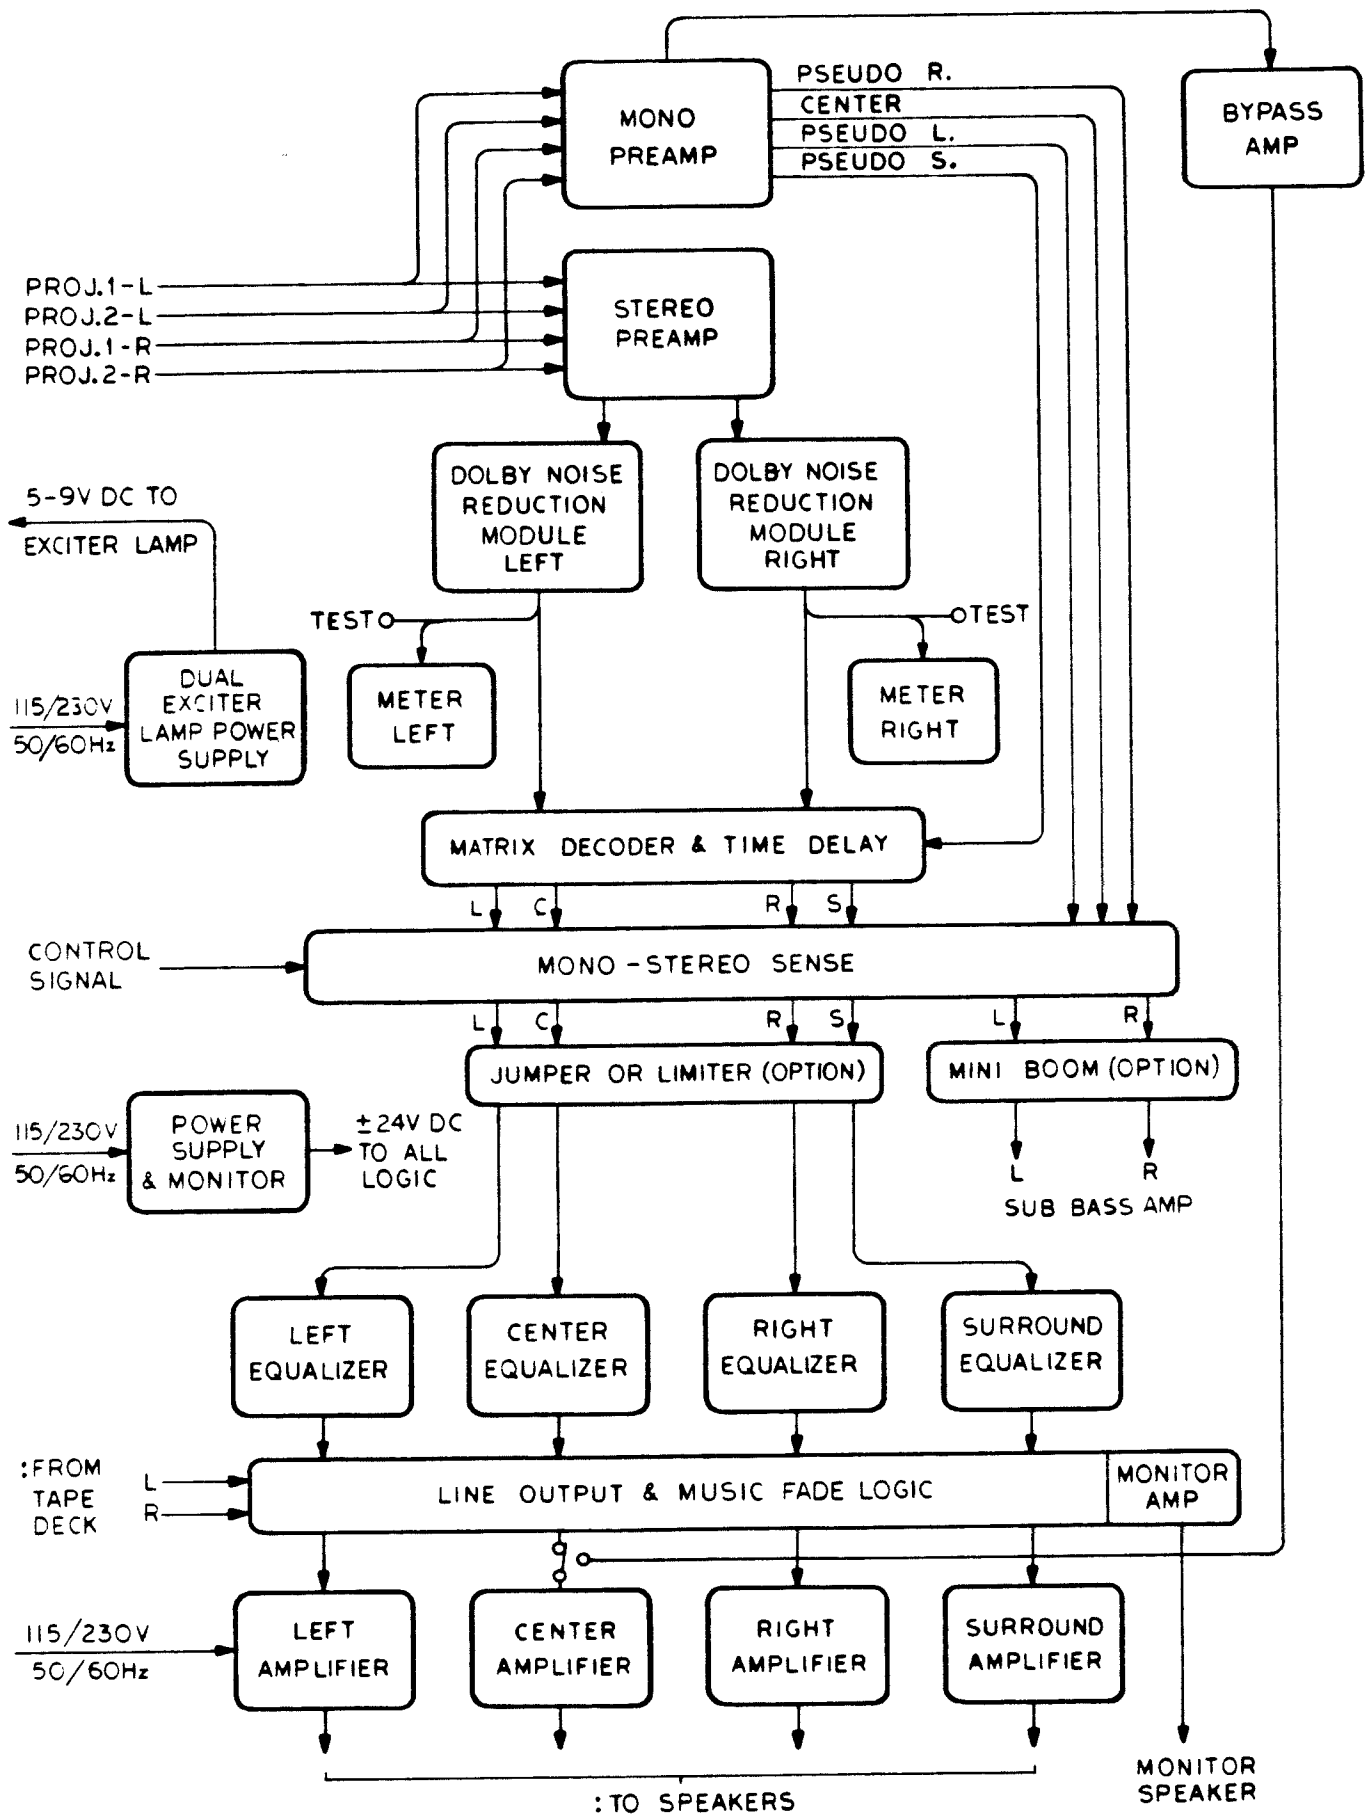 PSEUDO R.
CENTER
PSEUDO L.
PSEUDO S.
MONO
PREAMP
BYPASS
AMP
PROJ.1-L
PROJ.2-L
PROJ.1-R
PROJ.2-R
STEREO
PREAMP
DOLBY NOISE
REDUCTION
MODULE
LEFT
DOLBY NOISE
REDUCTION
MODULE
RIGHT
5-9V DC TO
EXCITER LAMP
TEST
TEST
DUAL
EXCITER
LAMP POWER
SUPPLY
115/230V
50/60Hz
METER
LEFT
METER
RIGHT
MATRIX DECODER & TIME DELAY
L C R S
CONTROL
SIGNAL
MONO-STEREO SENSE
L C R S L R
JUMPER OR LIMITER (OPTION)
MINI BOOM (OPTION)
115/230V
50/60Hz
POWER
SUPPLY
& MONITOR
±24V DC
TO ALL
LOGIC
L R
SUB BASS AMP
LEFT
EQUALIZER
CENTER
EQUALIZER
RIGHT
EQUALIZER
SURROUND
EQUALIZER
:FROM
TAPE
DECK
L
R
LINE OUTPUT & MUSIC FADE LOGIC
MONITOR
AMP
115/230V
50/60Hz
LEFT
AMPLIFIER
CENTER
AMPLIFIER
RIGHT
AMPLIFIER
SURROUND
AMPLIFIER
MONITOR
SPEAKER
:TO SPEAKERS